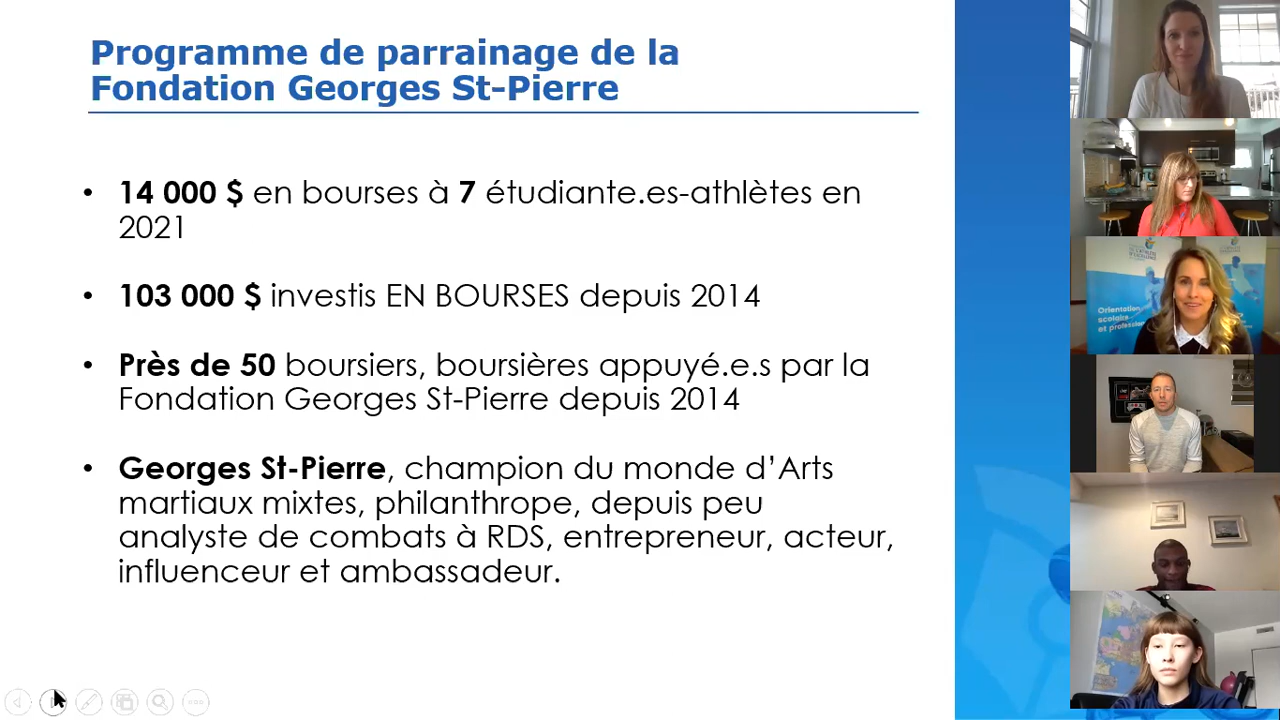 Programme de parrainage de la
Fondation Georges St-Pierre
• 14 000 $ en bourses à 7 étudiante.es-athlètes en
2021
• 103 000 $ investis EN BOURSES depuis 2014
• Près de 50 boursiers, boursières appuyé.e.s par la
Fondation Georges St-Pierre depuis 2014
• Georges St-Pierre, champion du monde d’Arts
martiaux mixtes, philanthrope, depuis peu
analyste de combats à RDS, entrepreneur, acteur,
influenceur et ambassadeur.
Orientation
scolaire
et profession